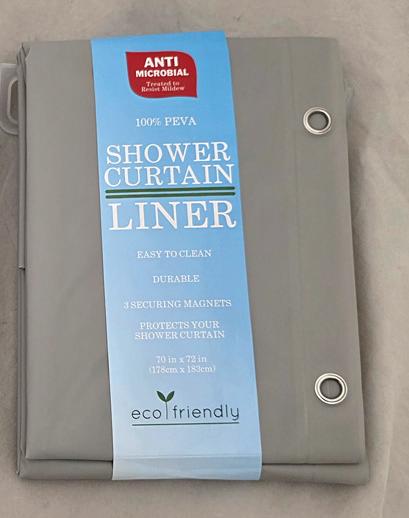 ANTI
MICROBIAL
Treated to
Resist Mildew
100% PEVA
SHOWER
CURTAIN
LINER
EASY TO CLEAN
DURABLE
3 SECURING MAGNETS
PROTECTS YOUR
SHOWER CURTAIN
70 in x 72 in
(178cm x 183cm)
eco friendly